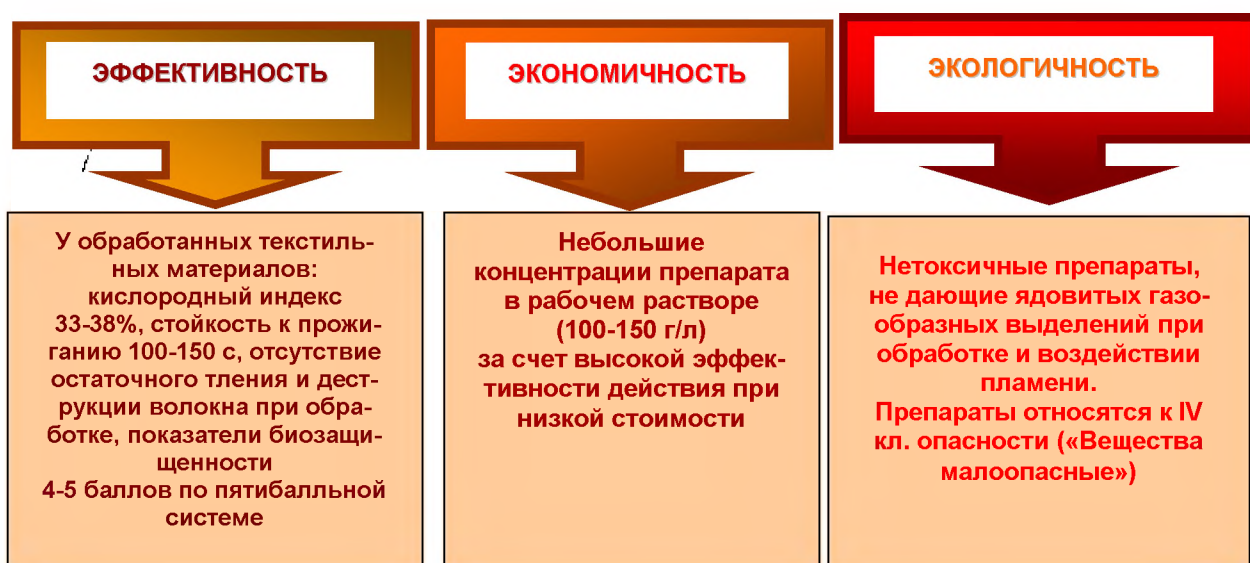 ЭФФЕКТИВНОСТЬ
У обработанных текстиль-
ных материалов:
кислородный индекс
33-38%, стойкость к прожи-
ганию 100-150 с, отсутствие
остаточного тления и дест-
рукции волокна при обра-
ботке, показатели биозащи-
щенности
4-5 баллов по пятибалльной
системе
ЭКОНОМИЧНОСТЬ
Небольшие
концентрации препарата
в рабочем растворе
(100-150 г/л)
за счет высокой эффек-
тивности действия при
низкой стоимости
ЭКОЛОГИЧНОСТЬ
Нетоксичные препараты,
не дающие ядовитых газо-
образных выделений при
обработке и воздействии
пламени.
Препараты относятся к IV
кл. опасности («Вещества
малоопасные»)